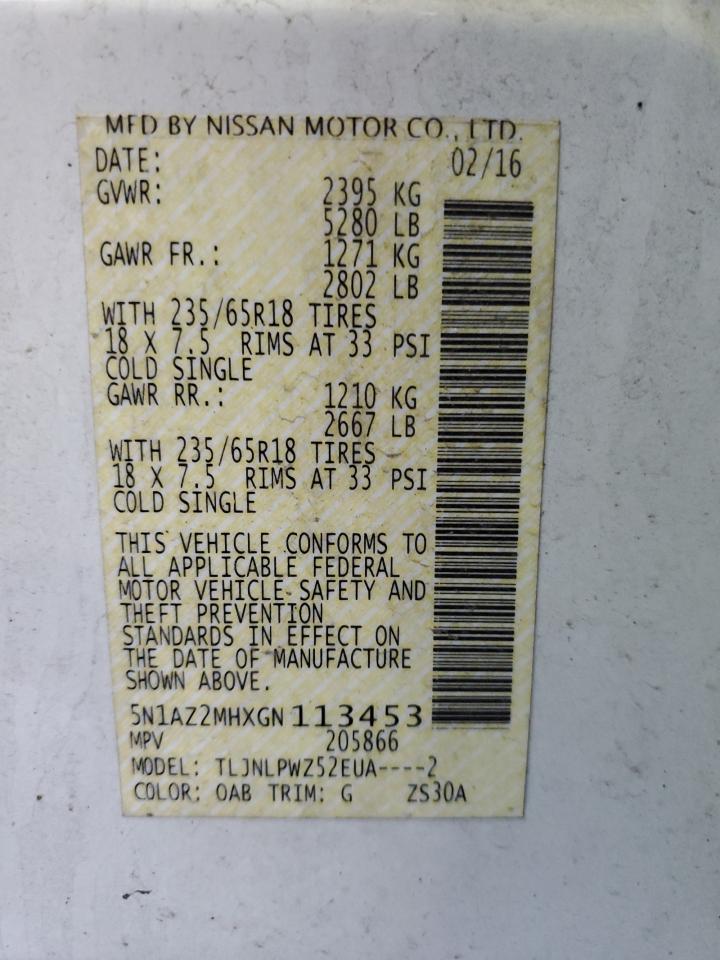 MFD BY NISSAN MOTOR CO., LTD.
DATE: 02/16
GVWR: 2395 KG
5280 LB
GAWR FR.: 1271 KG
2802 LB
WITH 235/65R18 TIRES
18 X 7.5 RIMS AT 33 PSI
COLD SINGLE
GAWR RR.: 1210 KG
2667 LB
WITH 235/65R18 TIRES
18 X 7.5 RIMS AT 33 PSI
COLD SINGLE
THIS VEHICLE CONFORMS TO
ALL APPLICABLE FEDERAL
MOTOR VEHICLE SAFETY AND
THEFT PREVENTION
STANDARDS IN EFFECT ON
THE DATE OF MANUFACTURE
SHOWN ABOVE.
5N1AZ2MHXGN113453
MPV 205866
MODEL: TLJNLPWZ52EUA----2
COLOR: QAB TRIM: G ZS30A